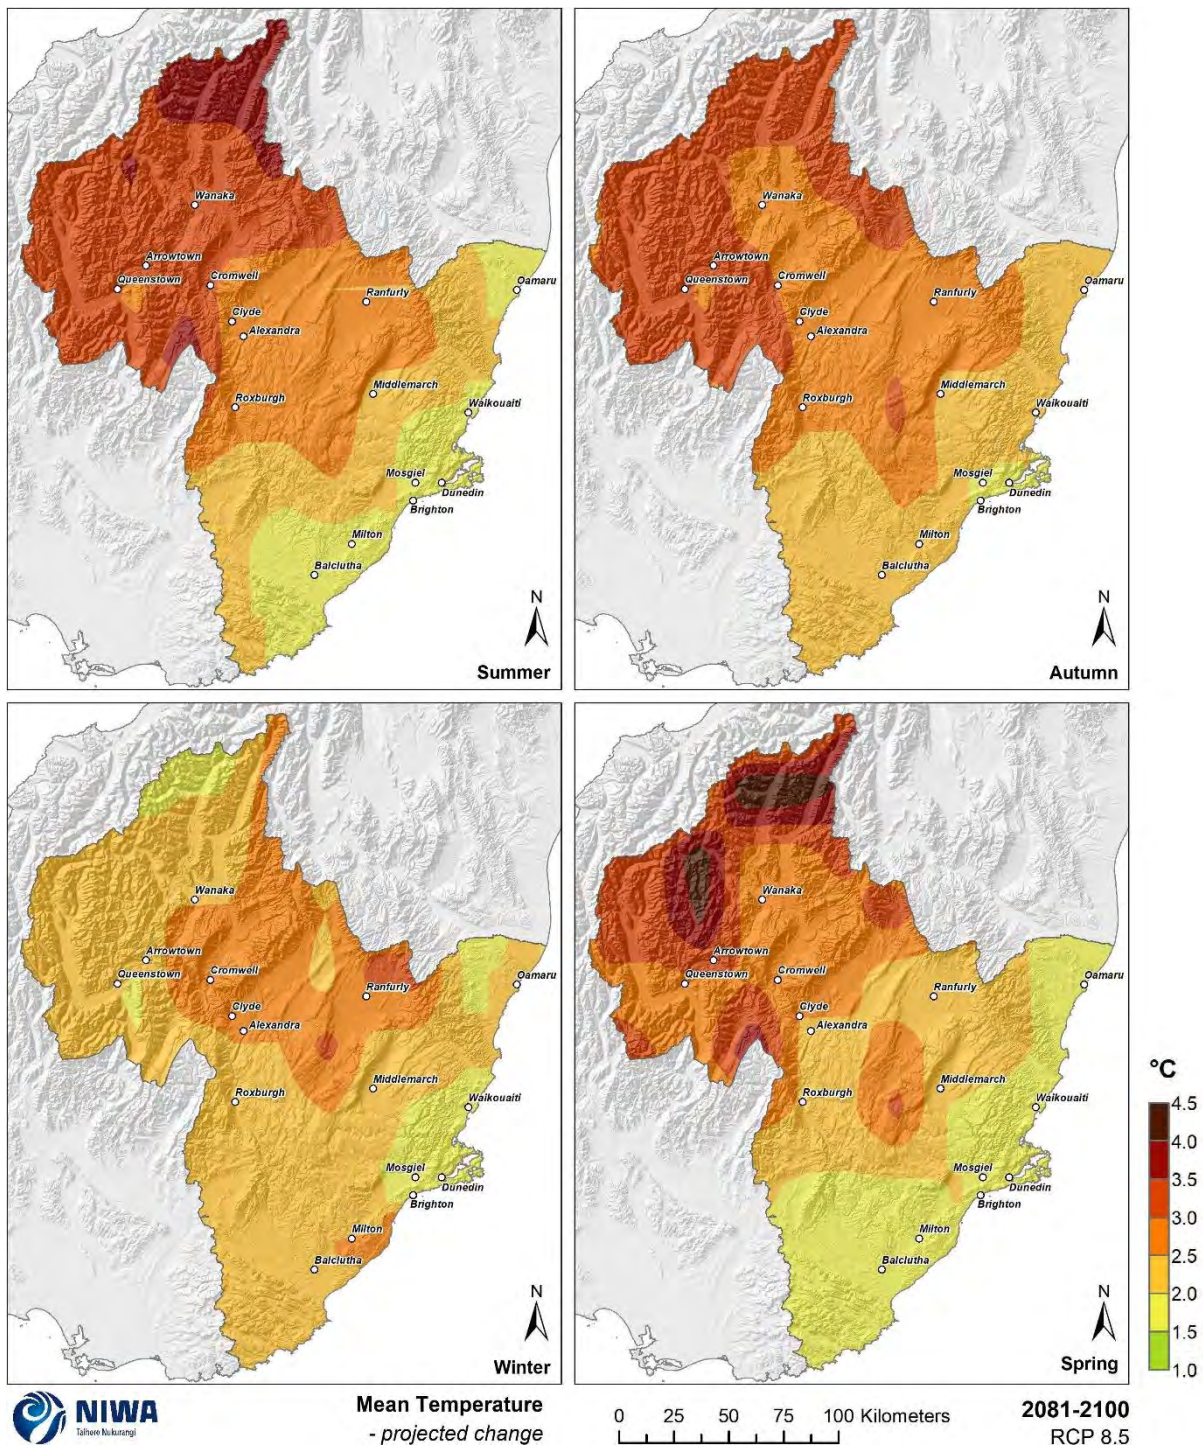 Wanaka
Arrowtown
Queenstown
Cromwell
Oamaru
Ranfurly
Clyde
Alexandra
Middlemarch
Waikouaiti
Roxburgh
Mosgiel
Dunedin
Brighton
Milton
Balclutha
N
Summer
Wanaka
Arrowtown
Queenstown
Cromwell
Oamaru
Ranfurly
Clyde
Alexandra
Middlemarch
Waikouaiti
Roxburgh
Mosgiel
Dunedin
Brighton
Milton
Balclutha
N
Autumn
Wanaka
Arrowtown
Queenstown
Cromwell
Oamaru
Ranfurly
Clyde
Alexandra
Middlemarch
Waikouaiti
Roxburgh
Mosgiel
Dunedin
Brighton
Milton
Balclutha
N
Winter
Wanaka
Arrowtown
Queenstown
Cromwell
Oamaru
Ranfurly
Clyde
Alexandra
Middlemarch
Waikouaiti
Roxburgh
Mosgiel
Dunedin
Brighton
Milton
Balclutha
N
Spring
°C
4.5
4.0
3.5
3.0
2.5
2.0
1.5
1.0
NIWA
Taihoro Nukurangi
Mean Temperature
- projected change
0 25 50 75 100 Kilometers
2081-2100
RCP 8.5